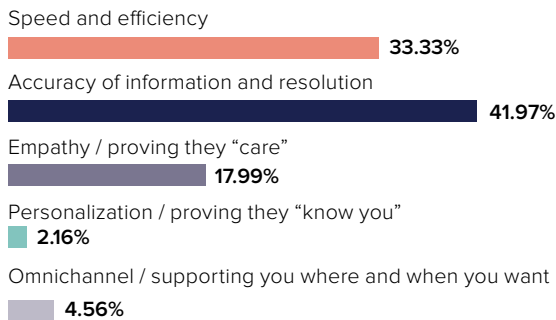 Speed and efficiency
33.33%
Accuracy of information and resolution
41.97%
Empathy / proving they “care”
17.99%
Personalization / proving they “know you”
2.16%
Omnichannel / supporting you where and when you want
4.56%